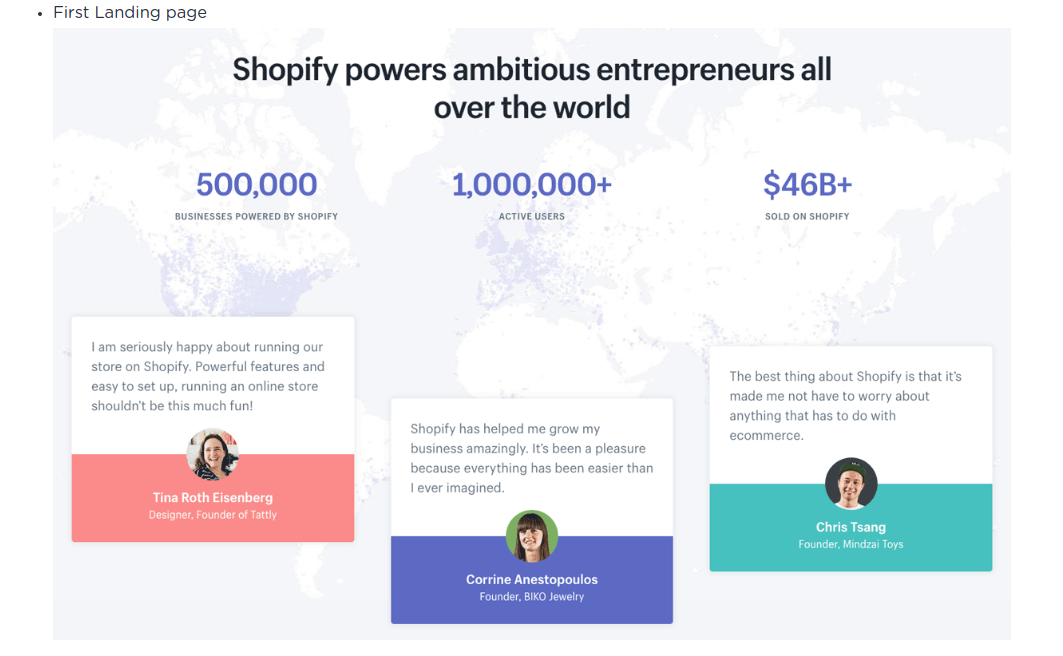 First Landing page
Shopify powers ambitious entrepreneurs all
over the world
500,000
BUSINESSES POWERED BY SHOPIFY
1,000,000+
ACTIVE USERS
$46B+
SOLD ON SHOPIFY
I am seriously happy about running our
store on Shopify. Powerful features and
easy to set up, running an online store
shouldn't be this much fun!
Tina Roth Eisenberg
Designer, Founder of Tattly
Shopify has helped me grow my
business amazingly. It's been a pleasure
because everything has been easier than
I ever imagined.
Corrine Anestopoulos
Founder, BIKO Jewelry
The best thing about Shopify is that it's
made me not have to worry about
anything that has to do with
ecommerce.
Chris Tsang
Founder, Mindzai Toys